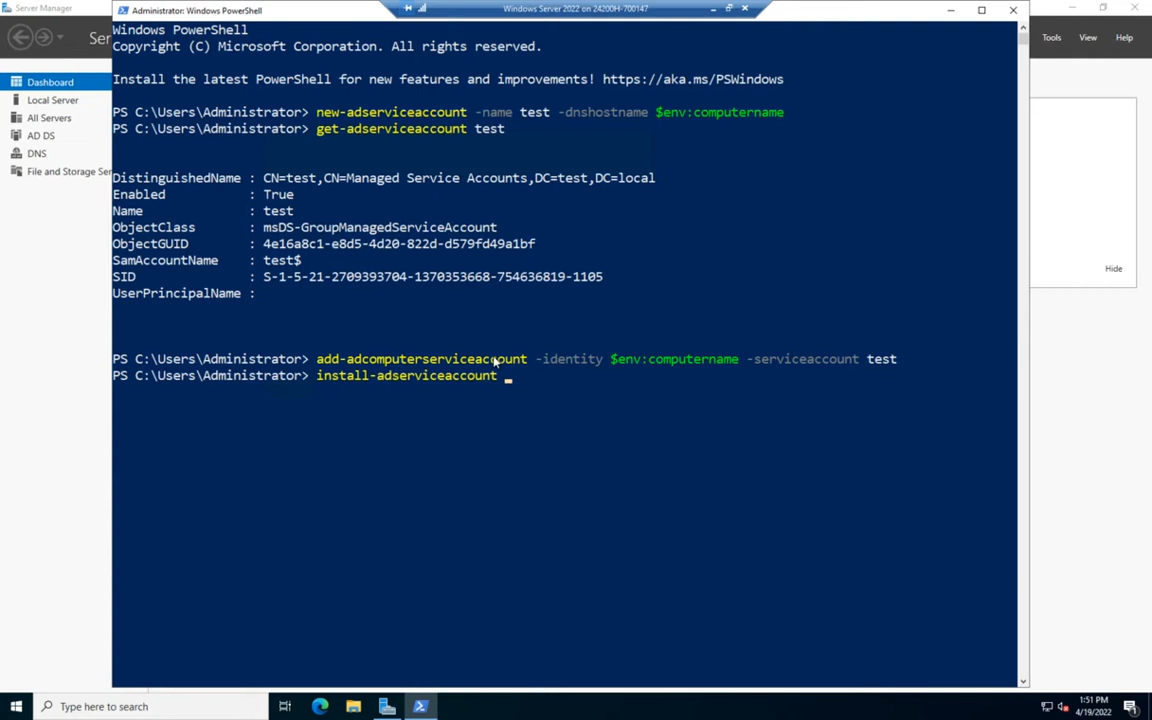 Server Manager
Administrator: Windows PowerShell
Windows Server 2022 on 24200H-700147
Ser
Tools
View
Help
Dashboard
Local Server
All Servers
AD DS
DNS
File and Storage Ser
Hide
Windows PowerShell
Copyright (C) Microsoft Corporation. All rights reserved.
Install the latest PowerShell for new features and improvements! https://aka.ms/PSWindows
PS C:\Users\Administrator> new-adserviceaccount -name test -dnshostname $env:computername
PS C:\Users\Administrator> get-adserviceaccount test
DistinguishedName : CN=test,CN=Managed Service Accounts,DC=test,DC=local
Enabled           : True
Name              : test
ObjectClass       : msDS-GroupManagedServiceAccount
ObjectGUID        : 4e16a8c1-e8d5-4d20-822d-d579fd49a1bf
SamAccountName    : test$
SID               : S-1-5-21-2709393704-1370353668-754636819-1105
UserPrincipalName :
PS C:\Users\Administrator> add-adcomputerserviceaccount -identity $env:computername -serviceaccount test
PS C:\Users\Administrator> install-adserviceaccount
Type here to search
1:51 PM
4/19/2022
1